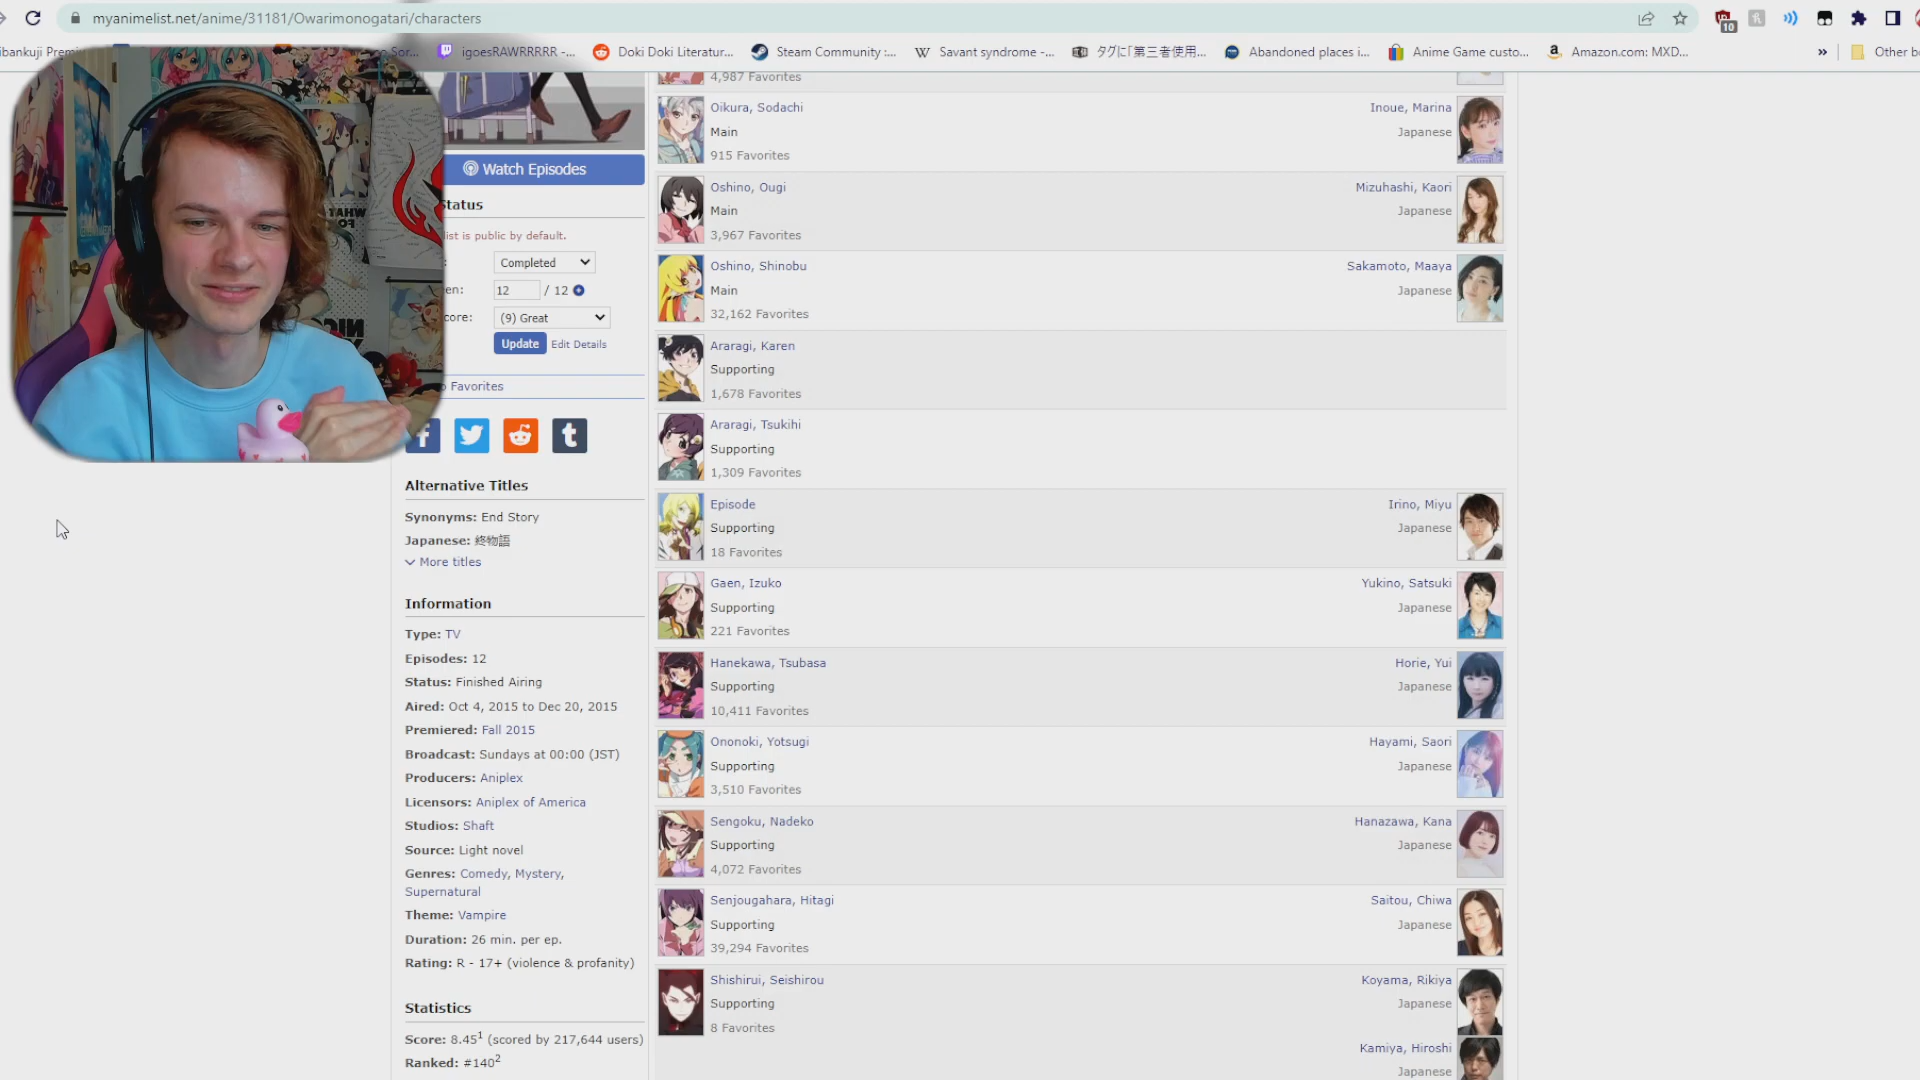 myanimelist.net/anime/31181/Owarimonogatari/characters
10
ibankuji Premi
igoesRAWRRRRR -...
Doki Doki Literatur...
Steam Community :...
Savant syndrome -...
タグに「第三者使用...
Abandoned places i...
Anime Game custo...
Amazon.com: MXD...
»
Other b
4,987 Favorites
Oikura, Sodachi
Main
915 Favorites
Inoue, Marina
Japanese
Oshino, Ougi
Main
3,967 Favorites
Mizuhashi, Kaori
Japanese
Oshino, Shinobu
Main
32,162 Favorites
Sakamoto, Maaya
Japanese
Araragi, Karen
Supporting
1,678 Favorites
Araragi, Tsukihi
Supporting
1,309 Favorites
Episode
Supporting
18 Favorites
Irino, Miyu
Japanese
Gaen, Izuko
Supporting
221 Favorites
Yukino, Satsuki
Japanese
Hanekawa, Tsubasa
Supporting
10,411 Favorites
Horie, Yui
Japanese
Ononoki, Yotsugi
Supporting
3,510 Favorites
Hayami, Saori
Japanese
Sengoku, Nadeko
Supporting
4,072 Favorites
Hanazawa, Kana
Japanese
Senjougahara, Hitagi
Supporting
39,294 Favorites
Saitou, Chiwa
Japanese
Shishirui, Seishirou
Supporting
8 Favorites
Koyama, Rikiya
Japanese
Kamiya, Hiroshi
Japanese
Watch Episodes
Status
list is public by default.
: Completed
en: 12 / 12
core: (9) Great
Update Edit Details
o Favorites
Alternative Titles
Synonyms: End Story
Japanese: 終物語
More titles
Information
Type: TV
Episodes: 12
Status: Finished Airing
Aired: Oct 4, 2015 to Dec 20, 2015
Premiered: Fall 2015
Broadcast: Sundays at 00:00 (JST)
Producers: Aniplex
Licensors: Aniplex of America
Studios: Shaft
Source: Light novel
Genres: Comedy, Mystery,
Supernatural
Theme: Vampire
Duration: 26 min. per ep.
Rating: R - 17+ (violence & profanity)
Statistics
Score: 8.45¹ (scored by 217,644 users)
Ranked: #140²